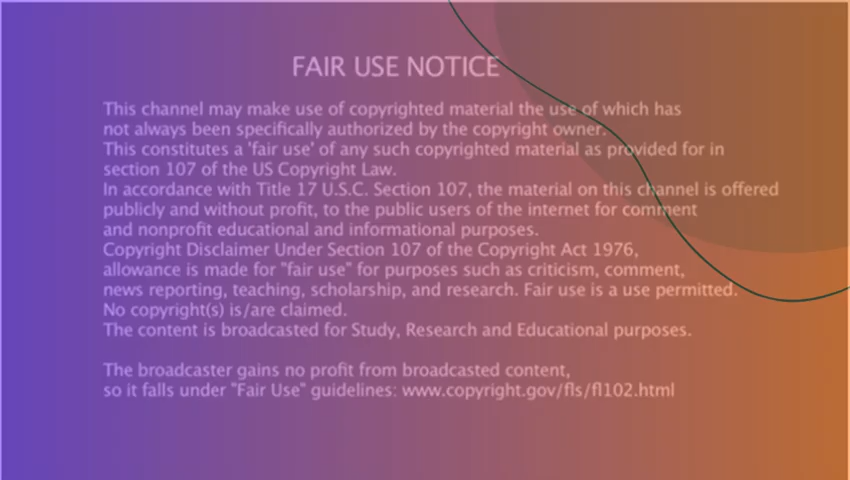 FAIR USE NOTICE
This channel may make use of copyrighted material the use of which has
not always been specifically authorized by the copyright owner.
This constitutes a 'fair use' of any such copyrighted material as provided for in
section 107 of the US Copyright Law.
In accordance with Title 17 U.S.C. Section 107, the material on this channel is offered
publicly and without profit, to the public users of the internet for comment
and nonprofit educational and informational purposes.
Copyright Disclaimer Under Section 107 of the Copyright Act 1976,
allowance is made for "fair use" for purposes such as criticism, comment,
news reporting, teaching, scholarship, and research. Fair use is a use permitted.
No copyright(s) is/are claimed.
The content is broadcasted for Study, Research and Educational purposes.
The broadcaster gains no profit from broadcasted content,
so it falls under "Fair Use" guidelines: www.copyright.gov/fls/fl102.html